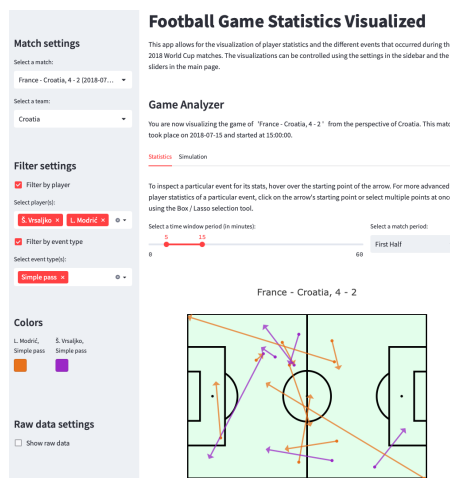 Football Game Statistics Visualized
This app allows for the visualization of player statistics and the different events that occurred during th
2018 World Cup matches. The visualizations can be controlled using the settings in the sidebar and the
sliders in the main page.
Match settings
Select a match:
France - Croatia, 4 - 2 (2018-07...
Select a team:
Croatia
Filter settings
Filter by player
Select player(s):
Š. Vrsaljko × L. Modrić ×
Filter by event type
Select event type(s):
Simple pass ×
Colors
L. Modrić, Š. Vrsaljko,
Simple pass Simple pass
Raw data settings
Show raw data
Game Analyzer
You are now visualizing the game of 'France - Croatia, 4 - 2 ' from the perspective of Croatia. This matc
took place on 2018-07-15 and started at 15:00:00.
Statistics Simulation
To inspect a particular event for its stats, hover over the starting point of the arrow. For more advanced
player statistics of a particular event, click on the arrow's starting point or select multiple points at onc
using the Box / Lasso selection tool.
Select a time window period (in minutes):
5 15
0 60
Select a match period:
First Half
France - Croatia, 4 - 2